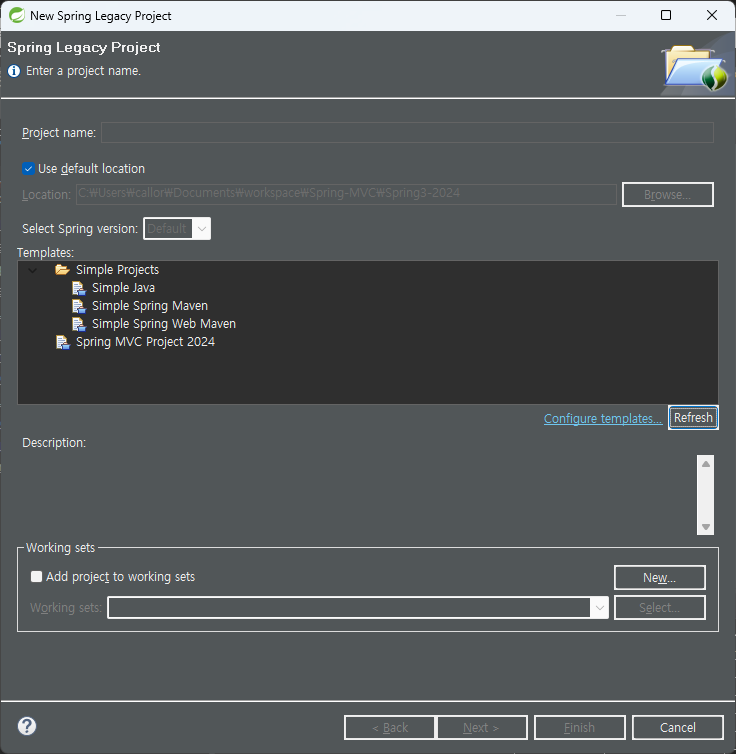 New Spring Legacy Project
Spring Legacy Project
Enter a project name.
Project name:
Use default location
Location: C:₩Users₩callor₩Documents₩workspace₩Spring-MVC₩Spring3-2024 Browse...
Select Spring version: Default
Templates:
Simple Projects
Simple Java
Simple Spring Maven
Simple Spring Web Maven
Spring MVC Project 2024
Configure templates... Refresh
Description:
Working sets
Add project to working sets New...
Working sets: Select...
? < Back Next > Finish Cancel